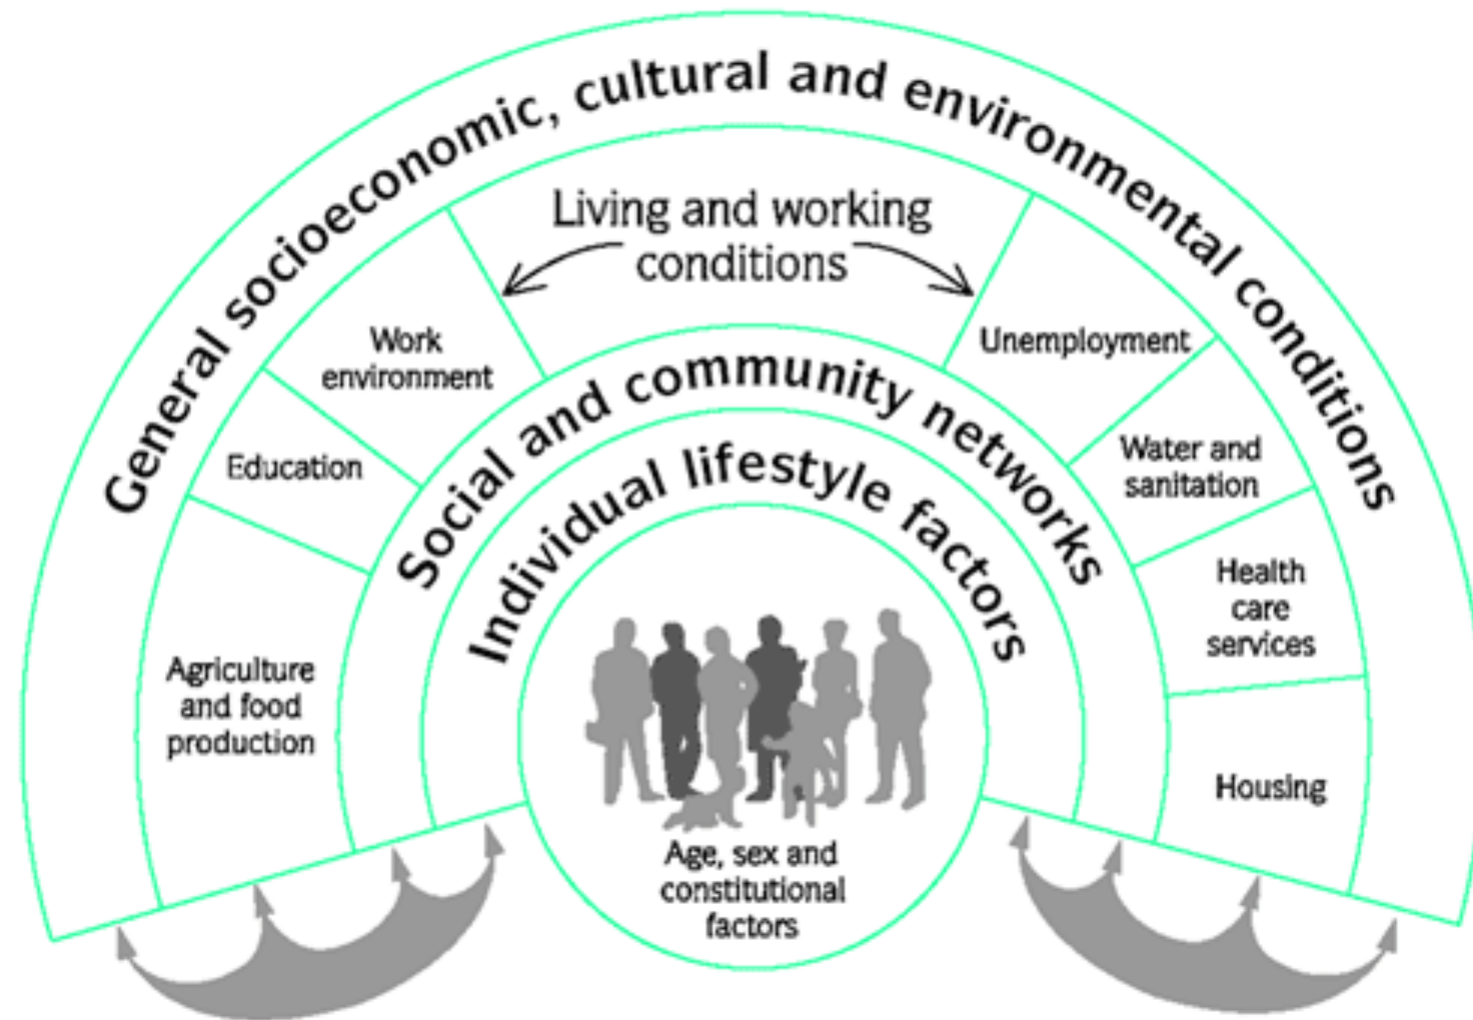 General socioeconomic, cultural and environmental conditions
Living and working
conditions
Work
environment
Unemployment
Education
Water and
sanitation
Agriculture
and food
production
Health
care
services
Housing
Social and community networks
Individual lifestyle factors
Age, sex and
constitutional
factors